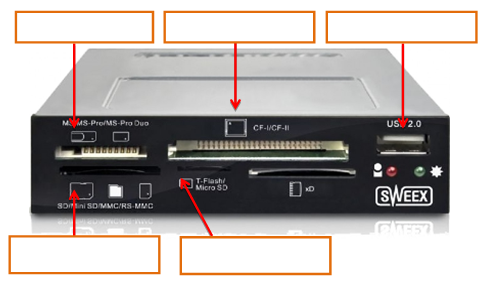 MS/MS-Pro/MS-Pro Duo
CF-I/CF-II
USB 2.0
T-Flash/
Micro SD
xD
SD/Mini SD/MMC/RS-MMC
SWEEX